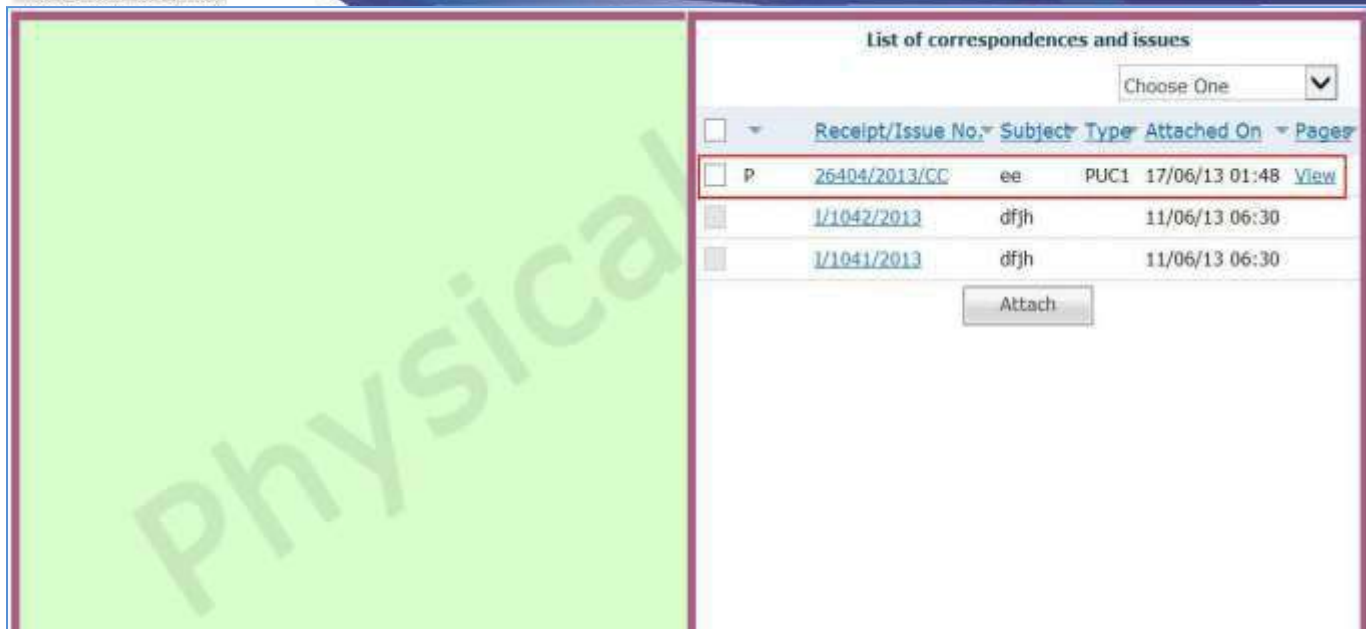 Physical
List of correspondences and issues
Choose One
Receipt/Issue No. Subject Type Attached On Pages
P 26404/2013/CC ee PUC1 17/06/13 01:48 View
I/1042/2013 dfjh 11/06/13 06:30
I/1041/2013 dfjh 11/06/13 06:30
Attach